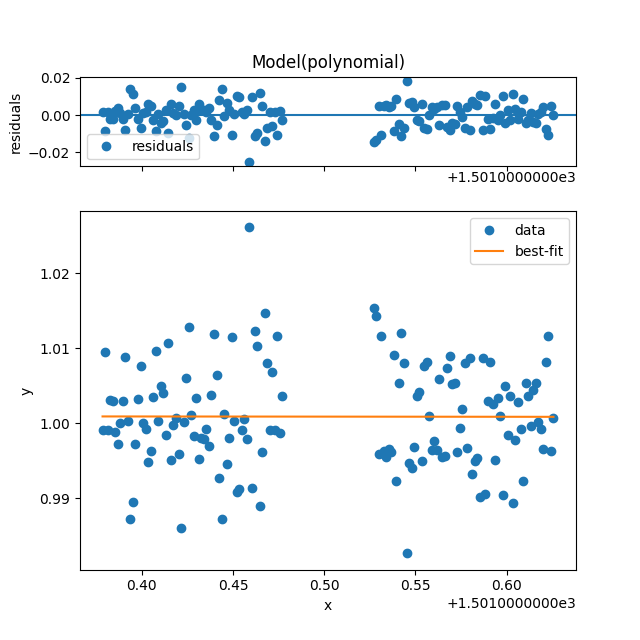 Model(polynomial)
0.02
0.00
−0.02
residuals
residuals
+1.5010000000e3
1.02
1.01
1.00
0.99
y
data
best-fit
0.40
0.45
0.50
0.55
0.60
x
+1.5010000000e3